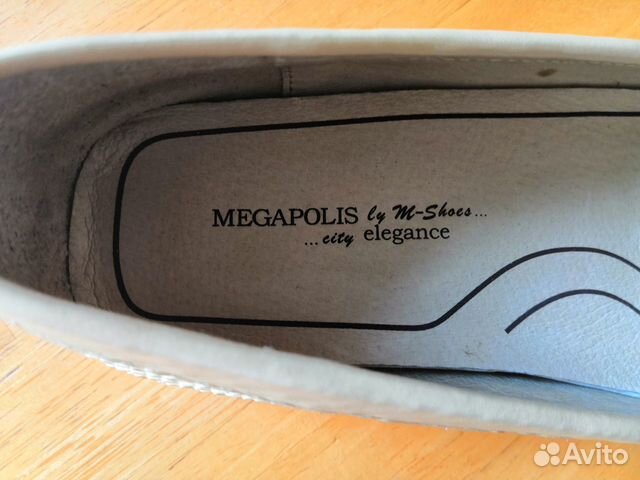 MEGAPOLIS by M-Shoes...
...city elegance
Avito